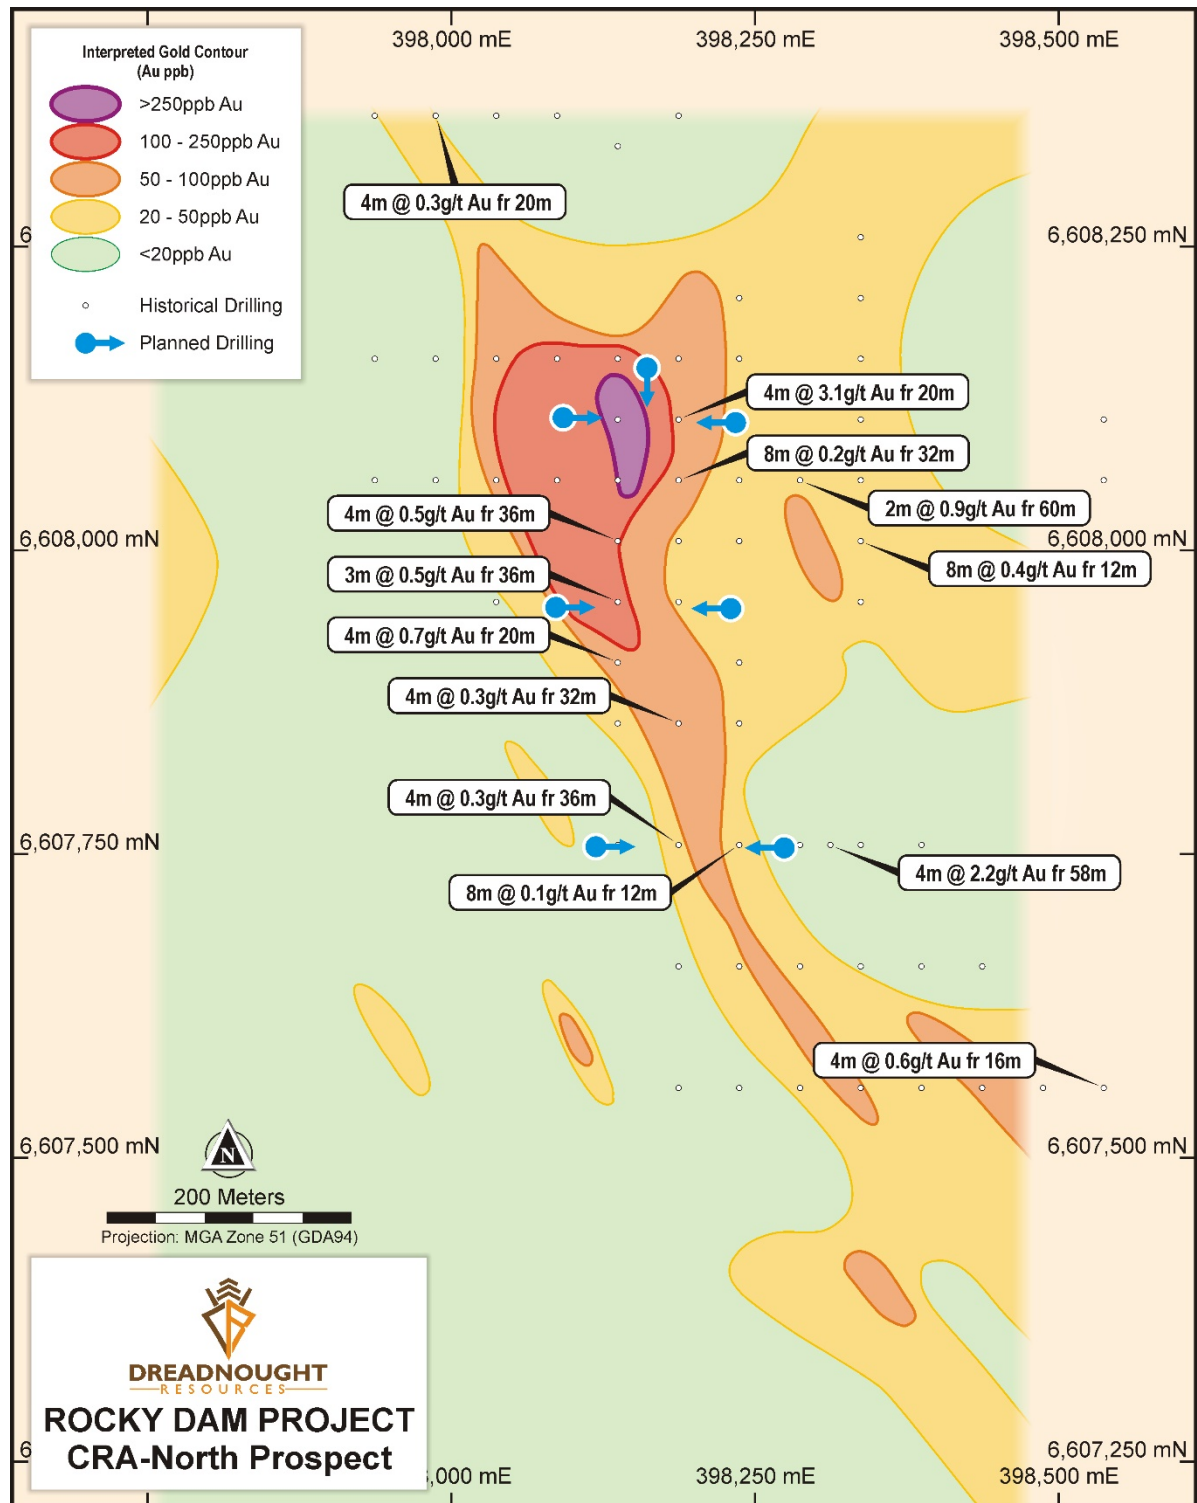 398,000 mE
398,250 mE
398,500 mE
Interpreted Gold Contour
(Au ppb)
>250ppb Au
100 - 250ppb Au
50 - 100ppb Au
20 - 50ppb Au
<20ppb Au
Historical Drilling
Planned Drilling
4m @ 0.3g/t Au fr 20m
6,608,250 mN
4m @ 3.1g/t Au fr 20m
8m @ 0.2g/t Au fr 32m
2m @ 0.9g/t Au fr 60m
4m @ 0.5g/t Au fr 36m
6,608,000 mN
6,608,000 mN
8m @ 0.4g/t Au fr 12m
3m @ 0.5g/t Au fr 36m
4m @ 0.7g/t Au fr 20m
4m @ 0.3g/t Au fr 32m
4m @ 0.3g/t Au fr 36m
6,607,750 mN
4m @ 2.2g/t Au fr 58m
8m @ 0.1g/t Au fr 12m
4m @ 0.6g/t Au fr 16m
6,607,500 mN
6,607,500 mN
N
200 Meters
Projection: MGA Zone 51 (GDA94)
DREADNOUGHT
RESOURCES
ROCKY DAM PROJECT
CRA-North Prospect
6,607,250 mN
,000 mE
398,250 mE
398,500 mE